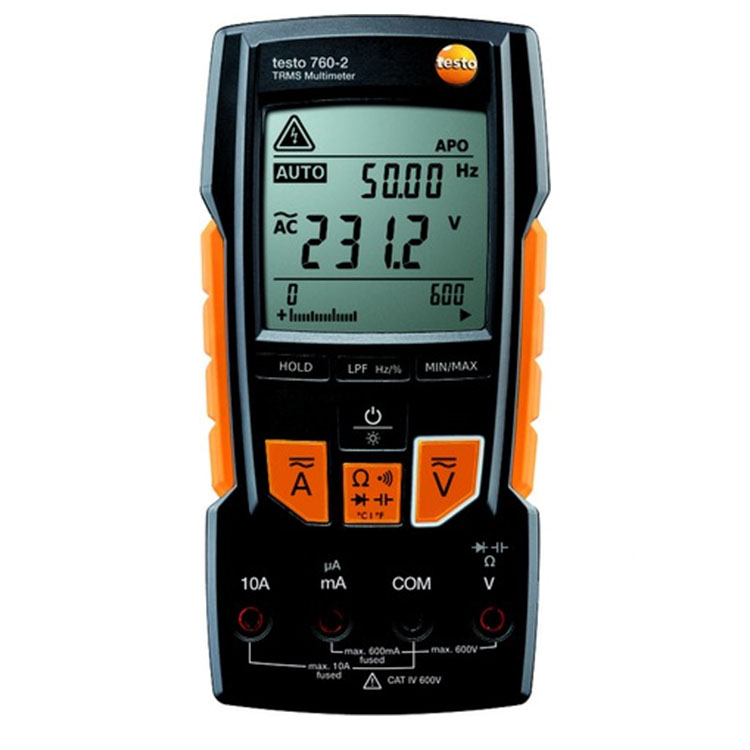 testo 760-2
TRMS Multimeter
testo
APO
AUTO 50.00 Hz
AC 231.2 V
0 600
+
HOLD
LPF Hz/%
MIN/MAX
A
Ω
°C | °F
V
Ω
µA
10A mA COM V
max. 600mA
fused
max. 600V
max. 10A
fused
CAT IV 600V